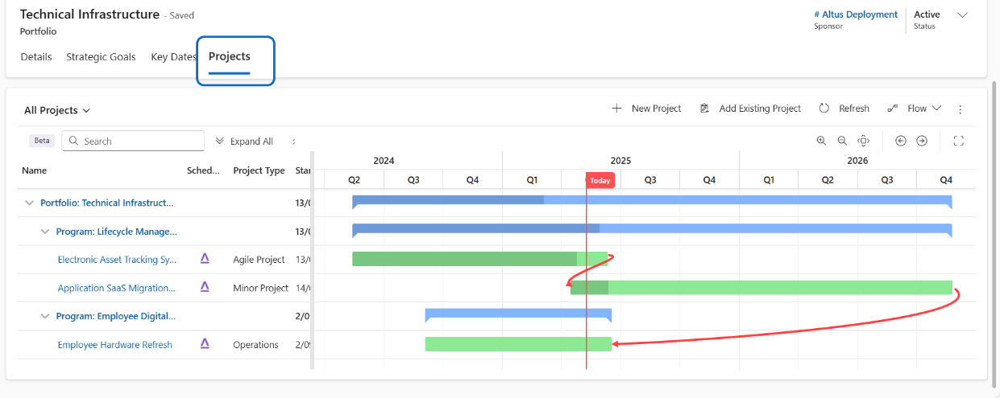 Technical Infrastructure - Saved
# Altus Deployment
Active
Portfolio
Sponsor
Status
Details
Strategic Goals
Key Dates
Projects
All Projects
New Project
Add Existing Project
Refresh
Flow
Beta
Search
Expand All
2024
2025
2026
Name
Sched...
Project Type
Star
Q2
Q3
Q4
Q1
Today
Q3
Q4
Q1
Q2
Q3
Q4
Portfolio: Technical Infrastruct...
13/0
Program: Lifecycle Manage...
13/0
Electronic Asset Tracking Sy...
Agile Project
13/0
Application SaaS Migration...
Minor Project
14/0
Program: Employee Digital...
2/09
Employee Hardware Refresh
Operations
2/09